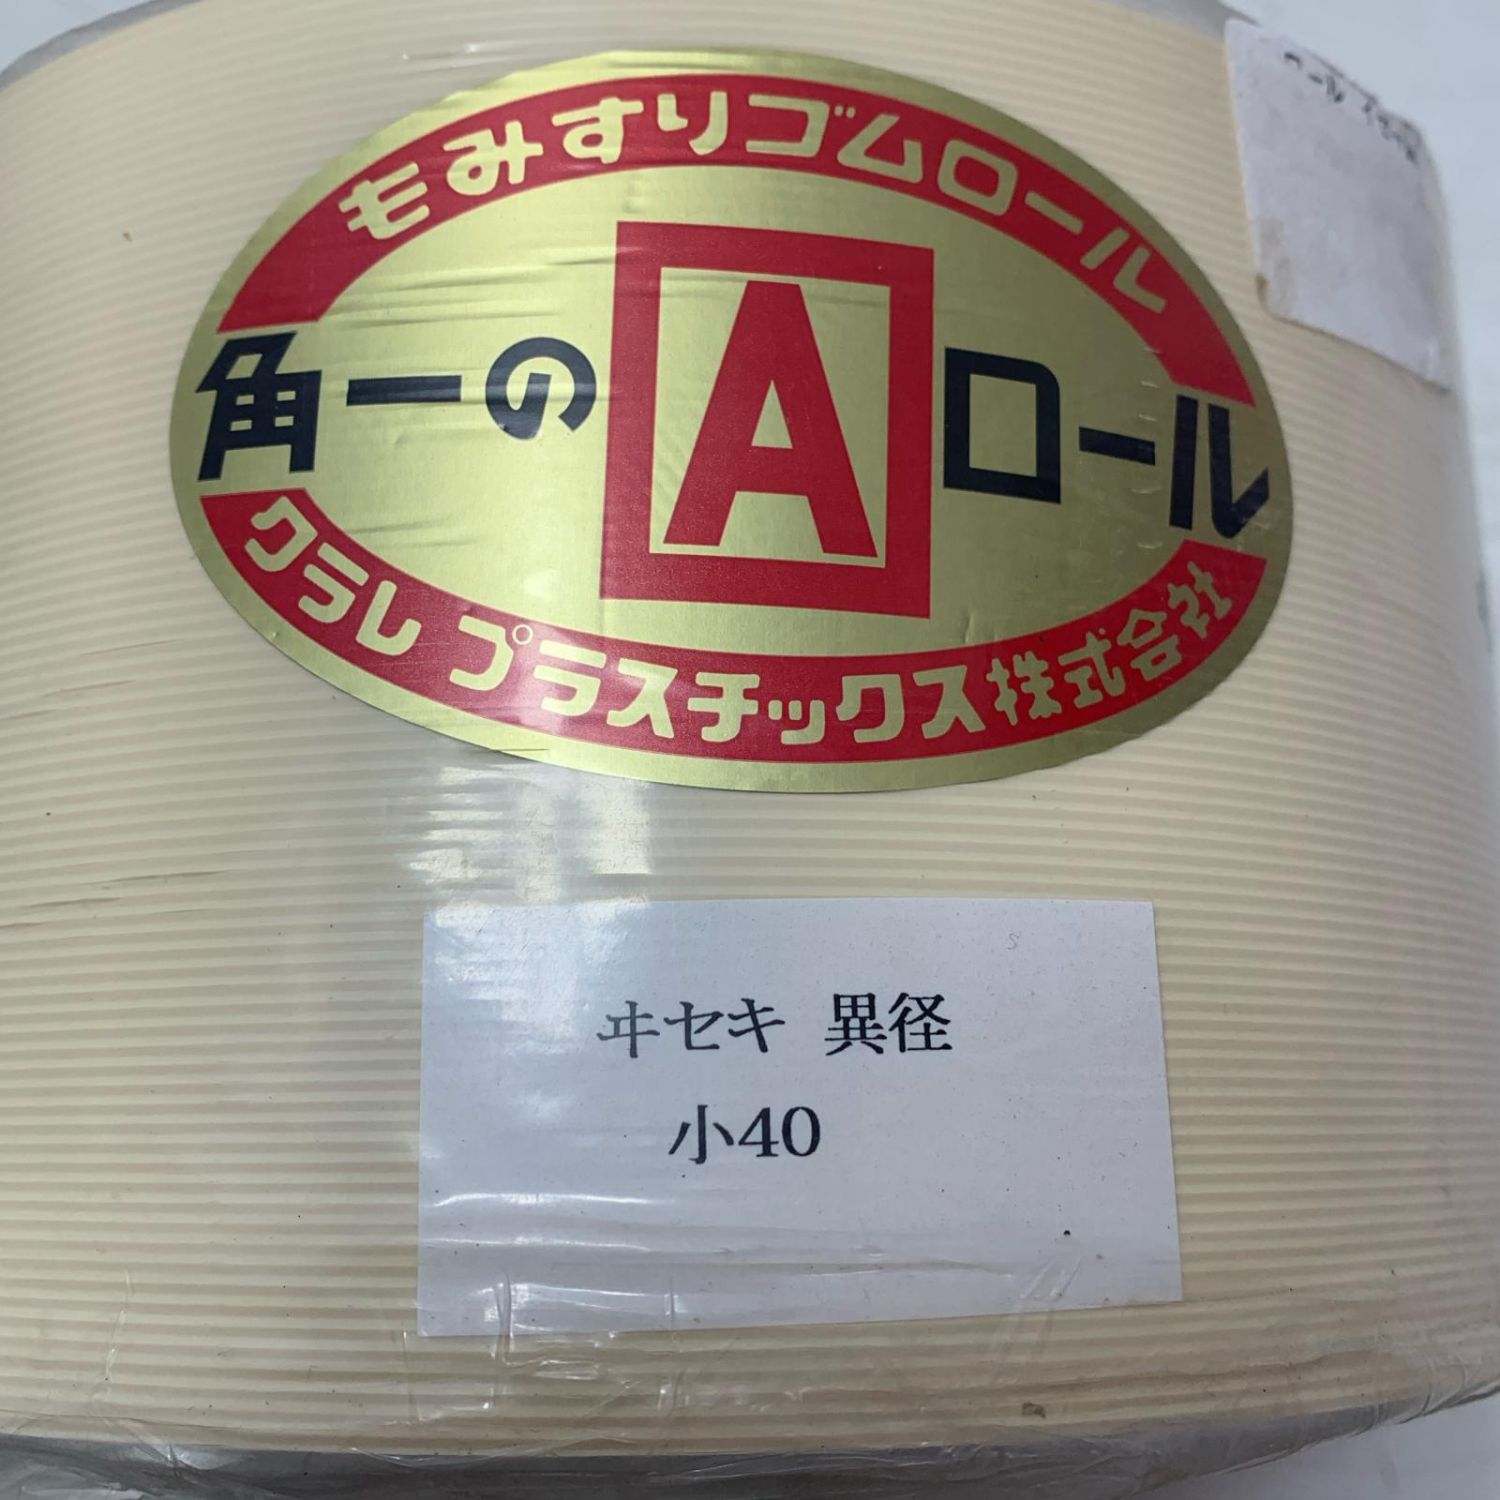 もみすりゴムロール
角一のAロール
クラレプラスチックス株式会社
ヰセキ 異径
小40